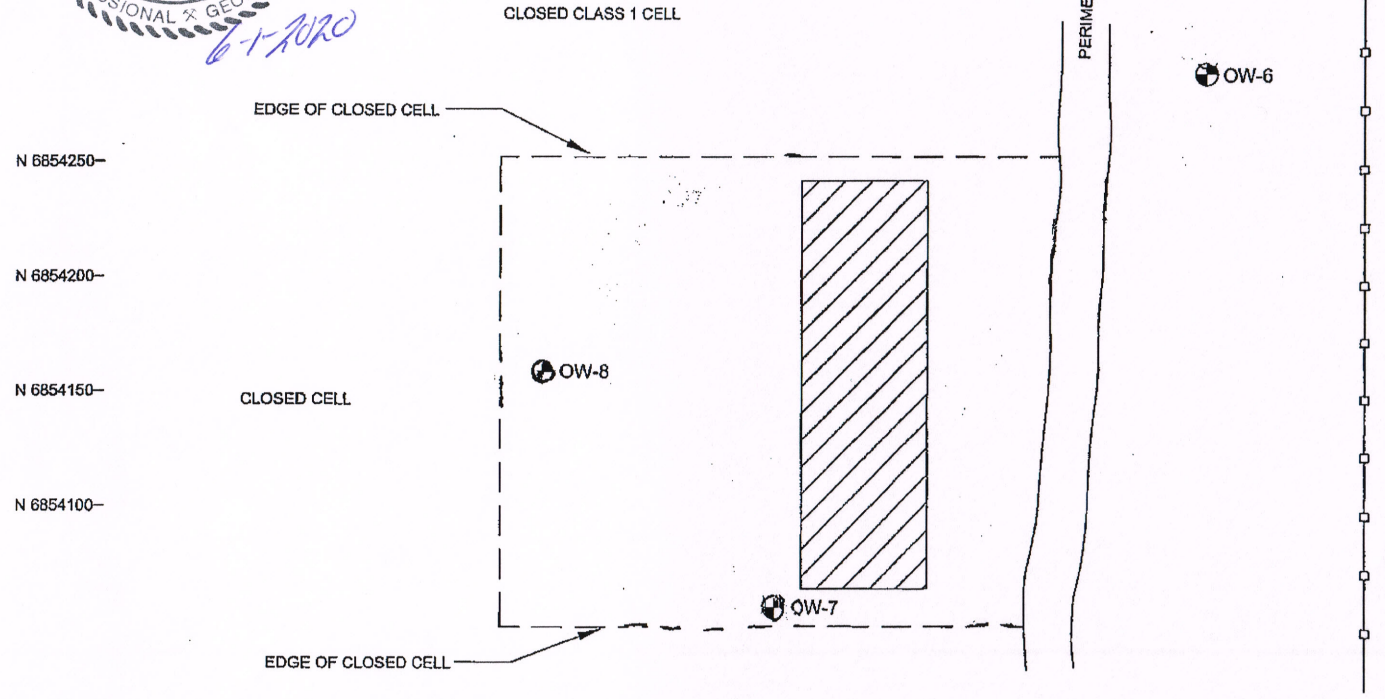 SIONAL GEO
6-1-2020
CLOSED CLASS 1 CELL
PERIME
OW-6
EDGE OF CLOSED CELL
N 6854250
N 6854200
OW-8
N 6854150
CLOSED CELL
N 6854100
OW-7
EDGE OF CLOSED CELL